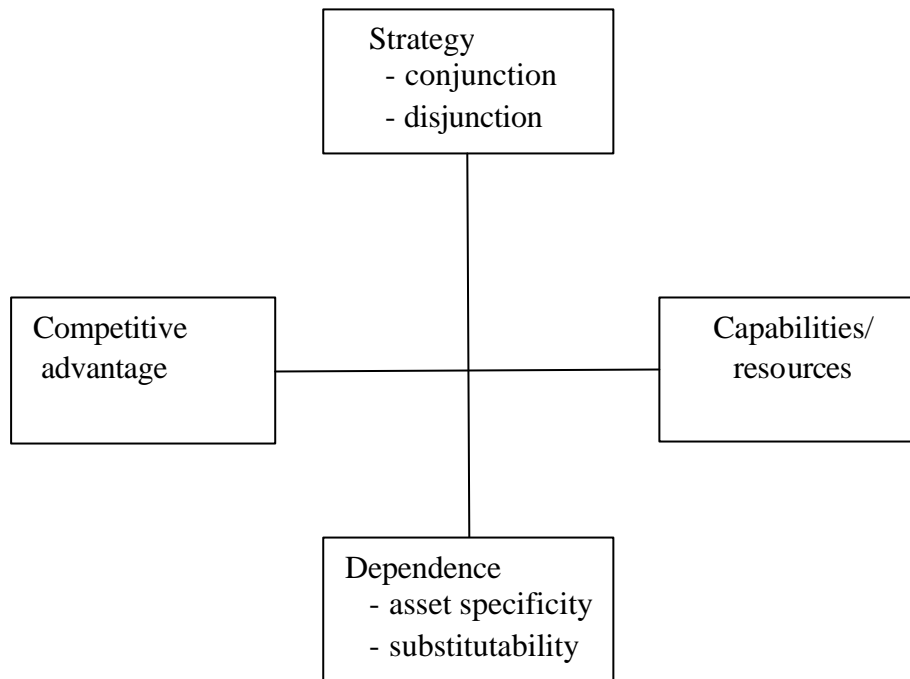 Strategy
- conjunction
- disjunction
Competitive
advantage
Capabilities/
resources
Dependence
- asset specificity
- substitutability